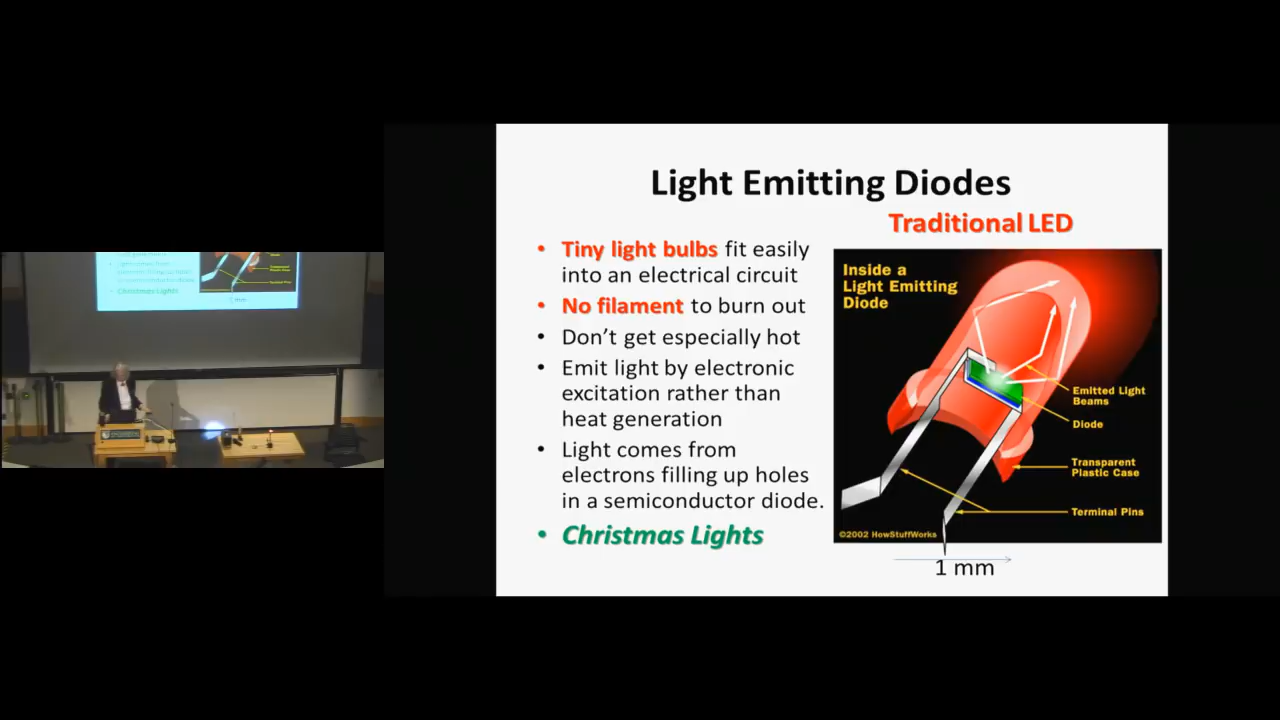 Light Emitting Diodes
Traditional LED
• Tiny light bulbs fit easily
into an electrical circuit
• No filament to burn out
• Don't get especially hot
• Emit light by electronic
excitation rather than
heat generation
• Light comes from
electrons filling up holes
in a semiconductor diode.
• Christmas Lights
Inside a
Light Emitting
Diode
Emitted Light
Beams
Diode
Transparent
Plastic Case
Terminal Pins
©2002 HowStuffWorks
1 mm
Christmas Lights